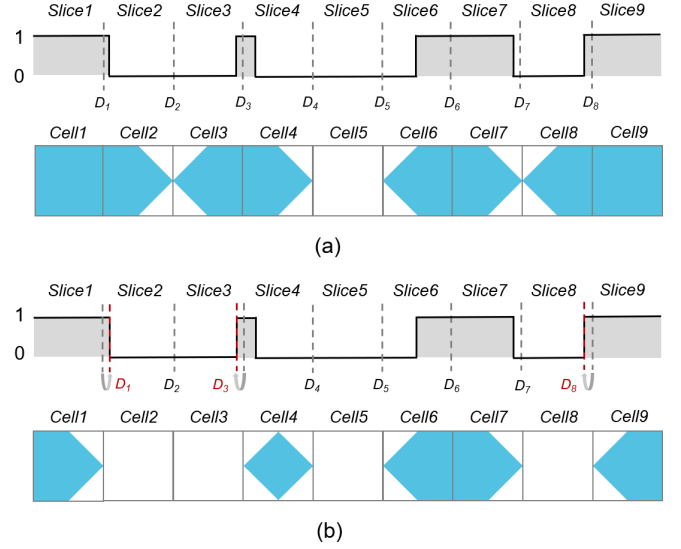 Slice1 Slice2 Slice3 Slice4 Slice5 Slice6 Slice7 Slice8 Slice9
1
0
D1 D2 D3 D4 D5 D6 D7 D8
Cell1 Cell2 Cell3 Cell4 Cell5 Cell6 Cell7 Cell8 Cell9
(a)
Slice1 Slice2 Slice3 Slice4 Slice5 Slice6 Slice7 Slice8 Slice9
1
0
D1 D2 D3 D4 D5 D6 D7 D8
Cell1 Cell2 Cell3 Cell4 Cell5 Cell6 Cell7 Cell8 Cell9
(b)